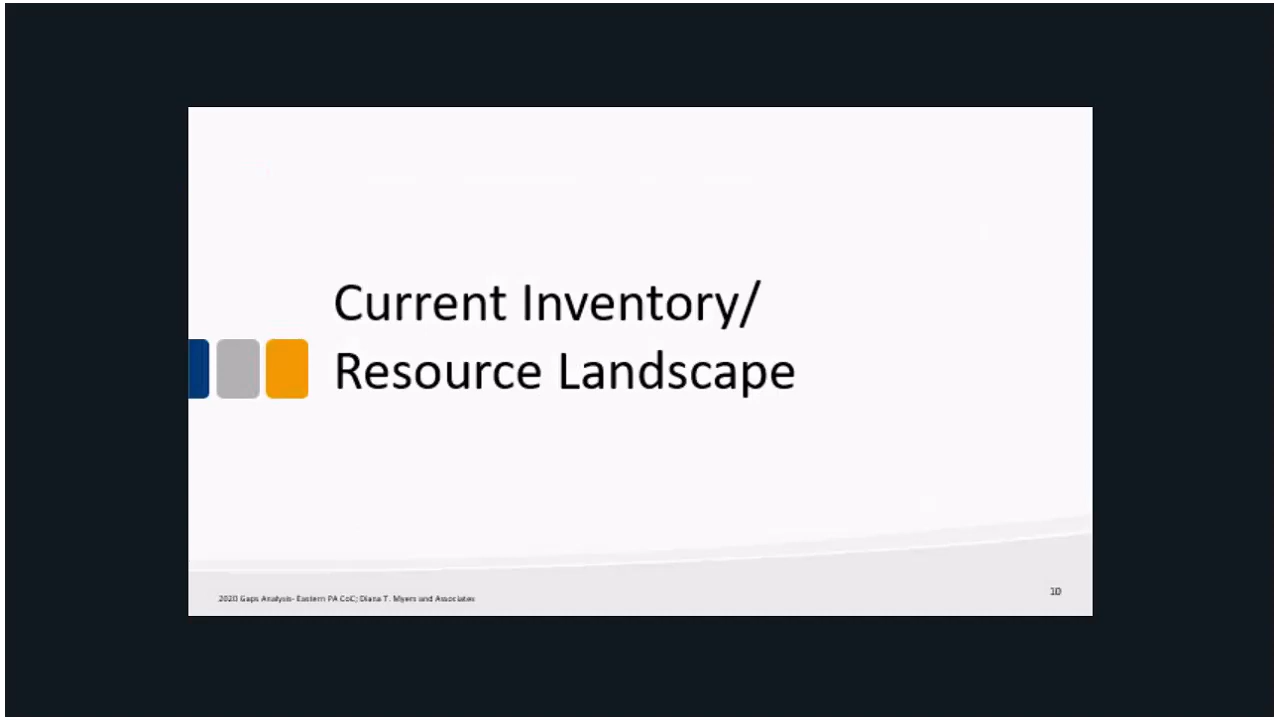 Current Inventory/
Resource Landscape
2020 Gaps Analysis- Eastern PA CoC; Diana T. Myers and Associates
10